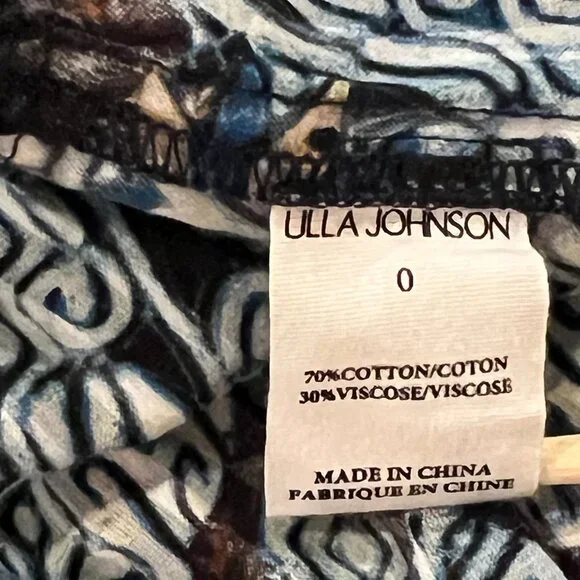 ULLA JOHNSON
0
70%COTTON/COTON
30%VISCOSE/VISCOSE
MADE IN CHINA
FABRIQUE EN CHINE